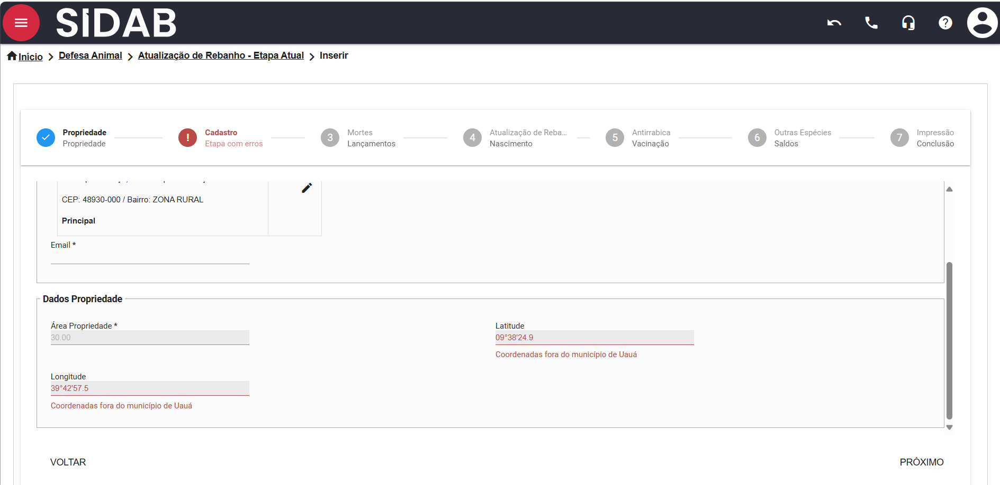 SIDAB
Início > Defesa Animal > Atualização de Rebanho - Etapa Atual > Inserir
Propriedade
Propriedade
!
Cadastro
Etapa com erros
3
Mortes
Lançamentos
4
Atualização de Reba...
Nascimento
5
Antirrabica
Vacinação
6
Outras Espécies
Saldos
7
Impressão
Conclusão
CEP: 48930-000 / Bairro: ZONA RURAL
Principal
Email *
Dados Propriedade
Área Propriedade *
30.00
Latitude
09°38'24.9
Coordenadas fora do município de Uauá
Longitude
39°42'57.5
Coordenadas fora do município de Uauá
VOLTAR
PRÓXIMO